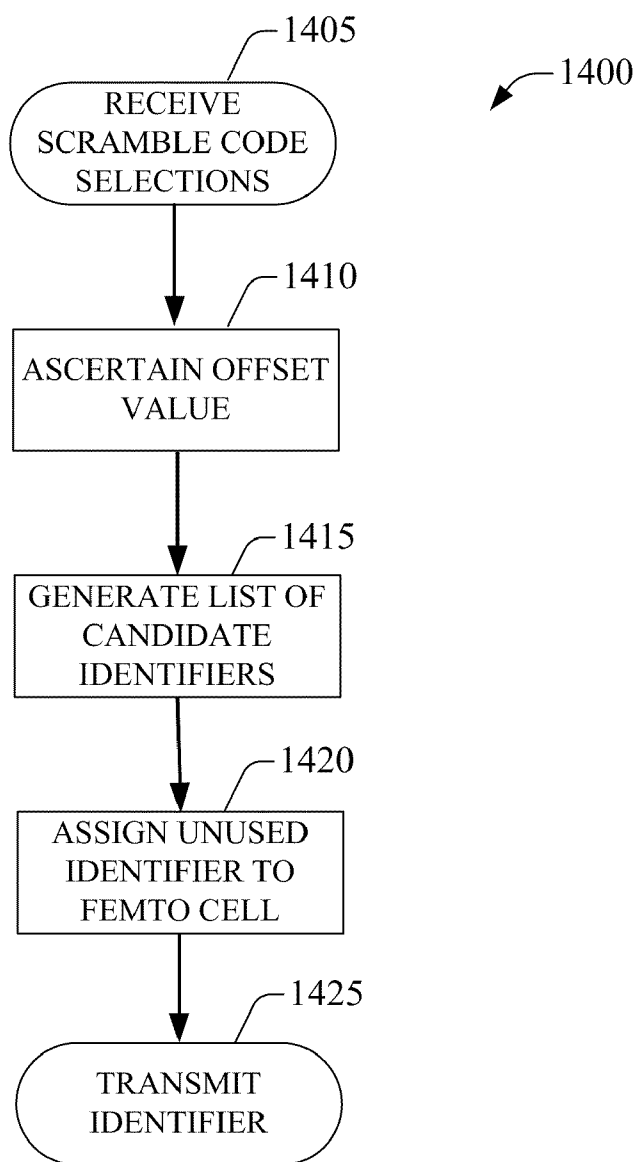 1405
1400
RECEIVE
SCRAMBLE CODE
SELECTIONS
1410
ASCERTAIN OFFSET
VALUE
1415
GENERATE LIST OF
CANDIDATE
IDENTIFIERS
1420
ASSIGN UNUSED
IDENTIFIER TO
FEMTO CELL
1425
TRANSMIT
IDENTIFIER